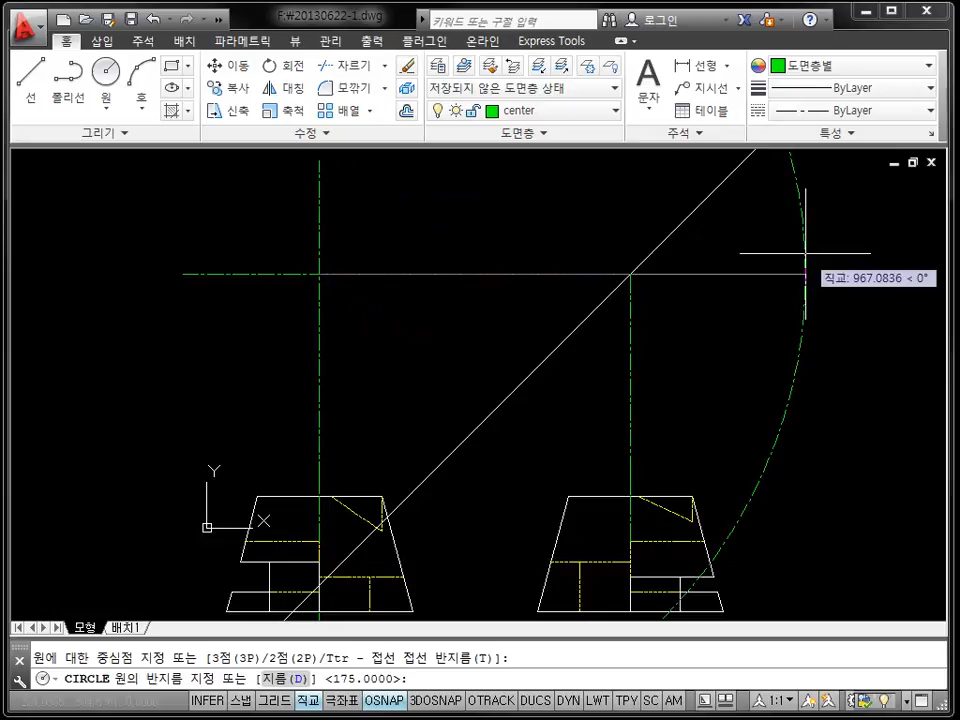 F:₩20130622-1.dwg
키워드 또는 구절 입력
로그인
홈 삽입 주석 배치 파라메트릭 뷰 관리 출력 플러그인 온라인 Express Tools
선 폴리선 원 호
이동 회전 자르기
복사 대칭 모깎기
신축 축척 배열
저장되지 않은 도면층 상태
center
문자
선형
지시선
테이블
도면층별
ByLayer
ByLayer
그리기 수정 도면층 주석 특성
직교: 967.0836 < 0°
Y
X
모형 배치1
원에 대한 중심점 지정 또는 [3점(3P)/2점(2P)/Ttr - 접선 접선 반지름(T)]:
CIRCLE 원의 반지름 지정 또는 [지름(D)] <175.0000>:
INFER 스냅 그리드 직교 극좌표 OSNAP 3DOSNAP OTRACK DUCS DYN LWT TPY SC AM
1:1